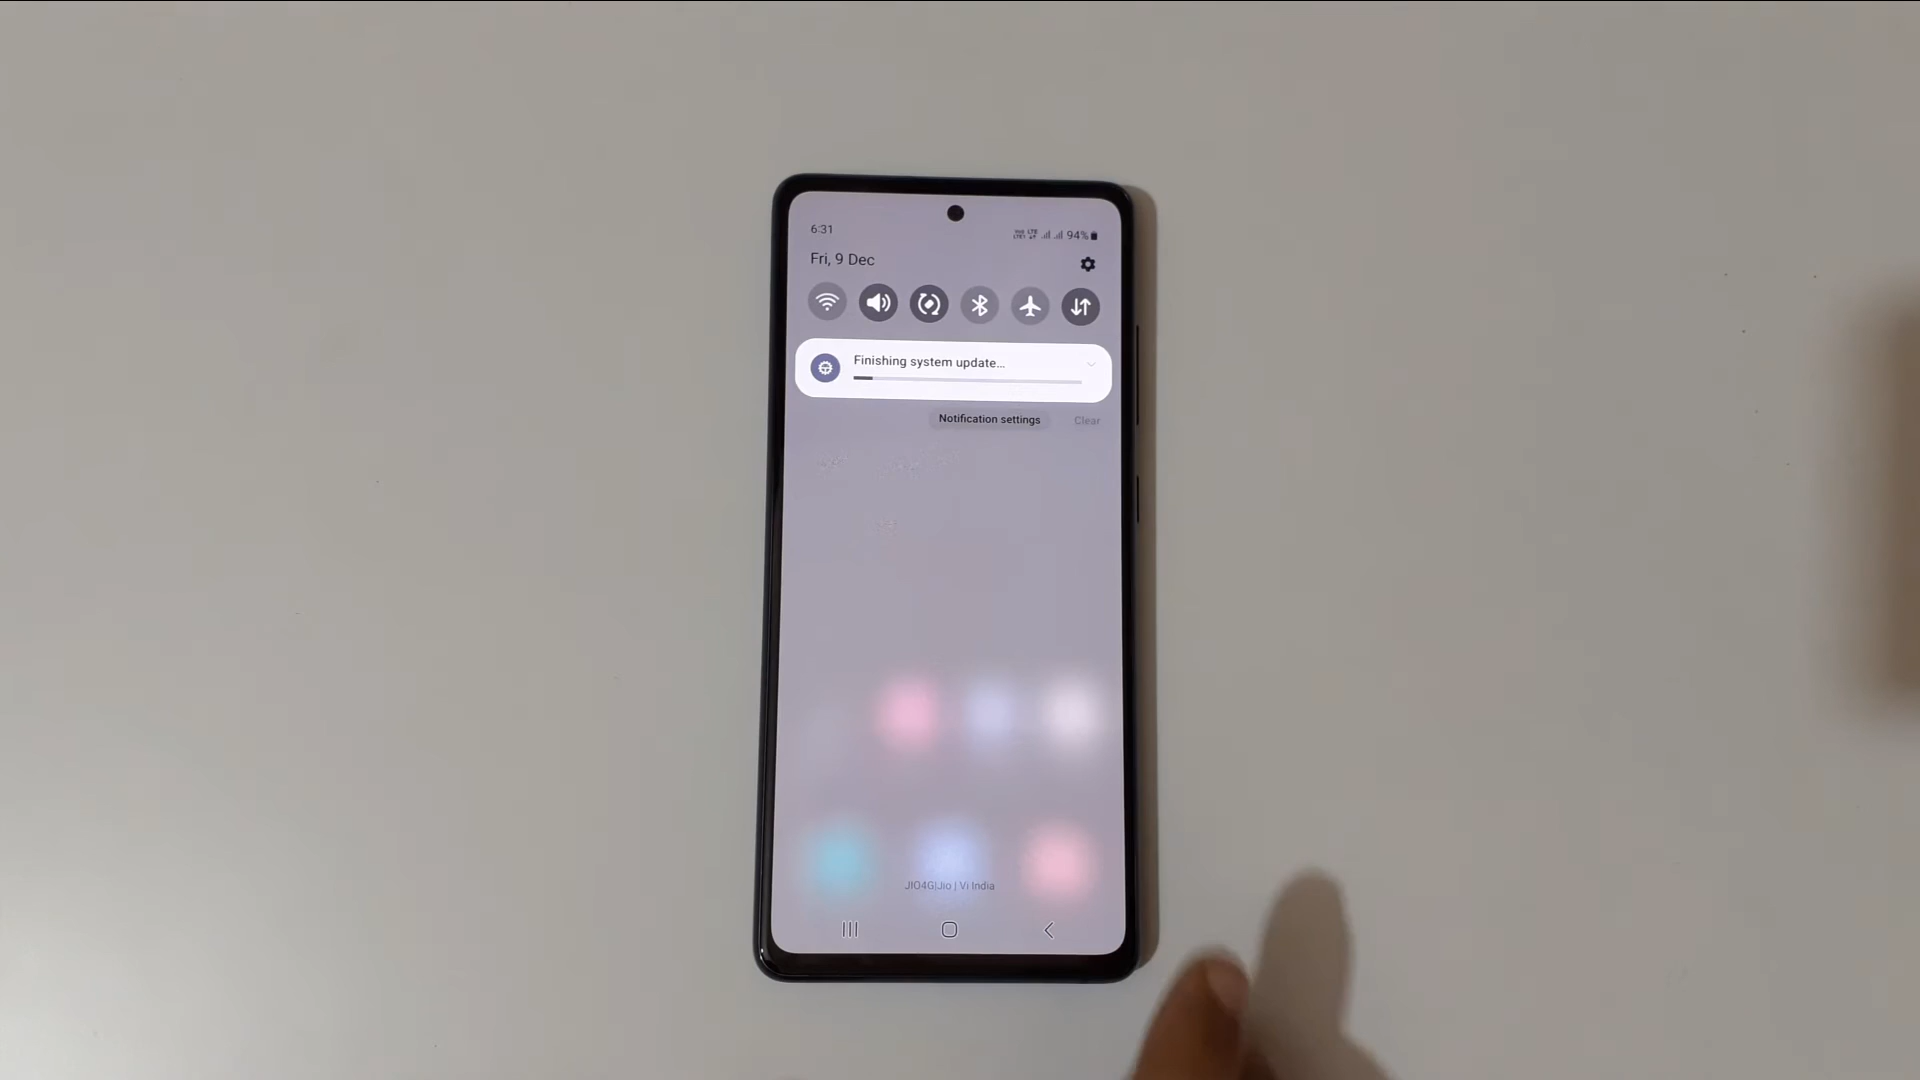 6:31
94%
Fri, 9 Dec
Finishing system update...
Notification settings
Clear
JIO4G|Jio | Vi India